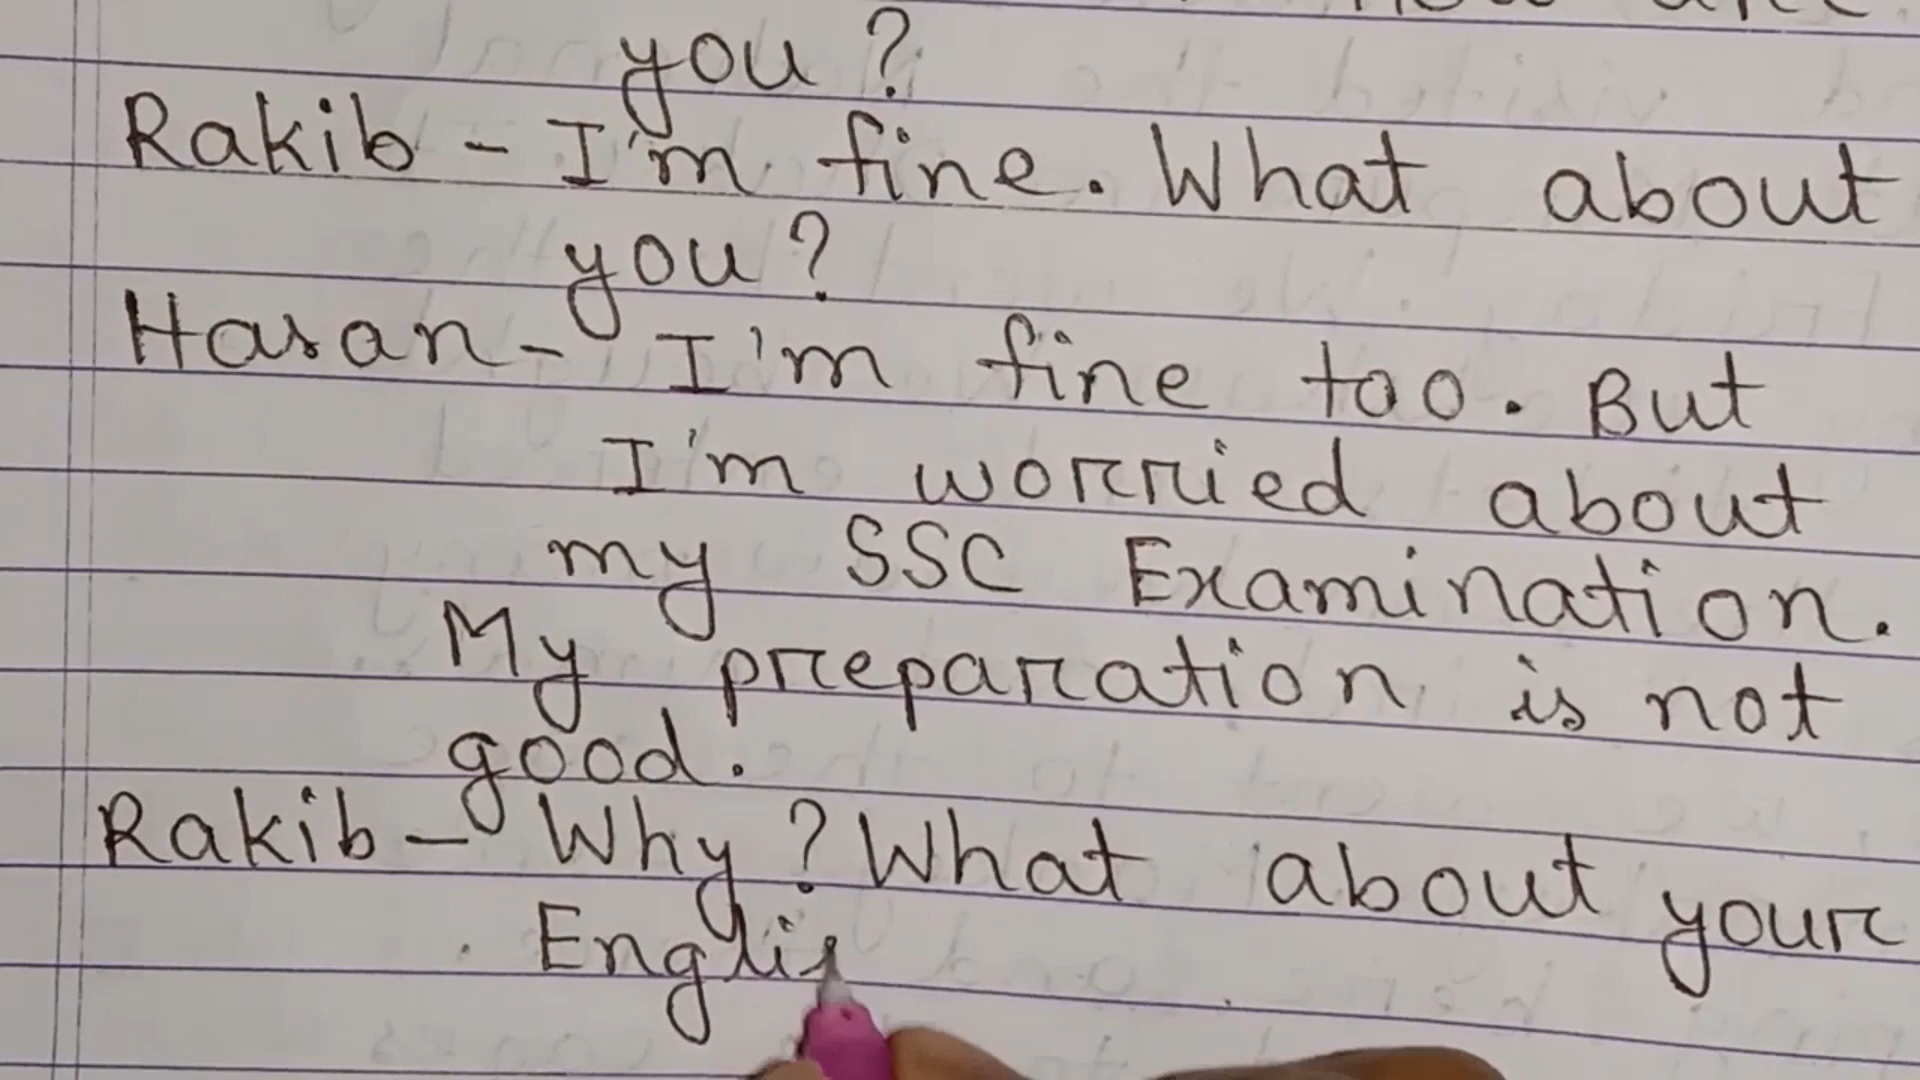 you?
Rakib - I'm fine. What about
you?
Hasan - I'm fine too. But
I'm worried about
my SSC Examination.
My preparation is not
good.
Rakib - Why? What about your
Englis